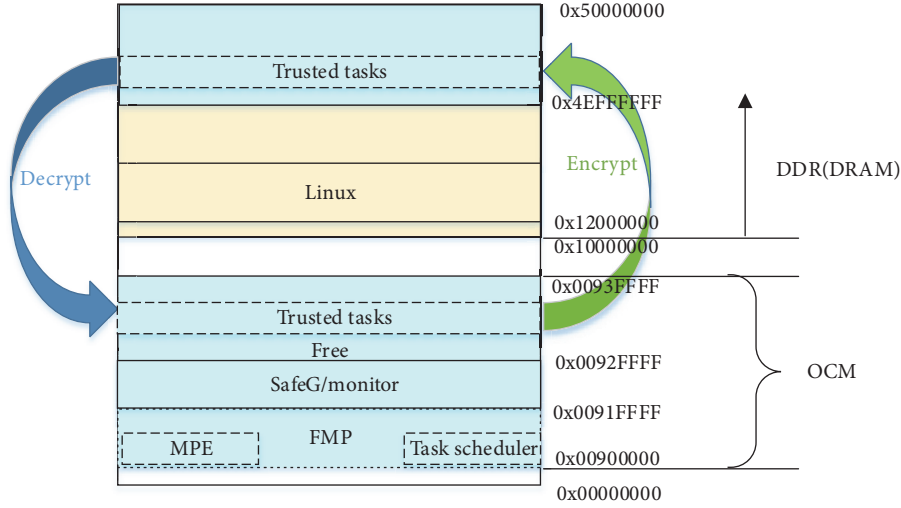 0x50000000
Trusted tasks
0x4EFFFFFF
Decrypt
Encrypt
DDR(DRAM)
Linux
0x12000000
0x10000000
0x0093FFFF
Trusted tasks
Free
0x0092FFFF
OCM
SafeG/monitor
0x0091FFFF
FMP
MPE
Task scheduler
0x00900000
0x00000000